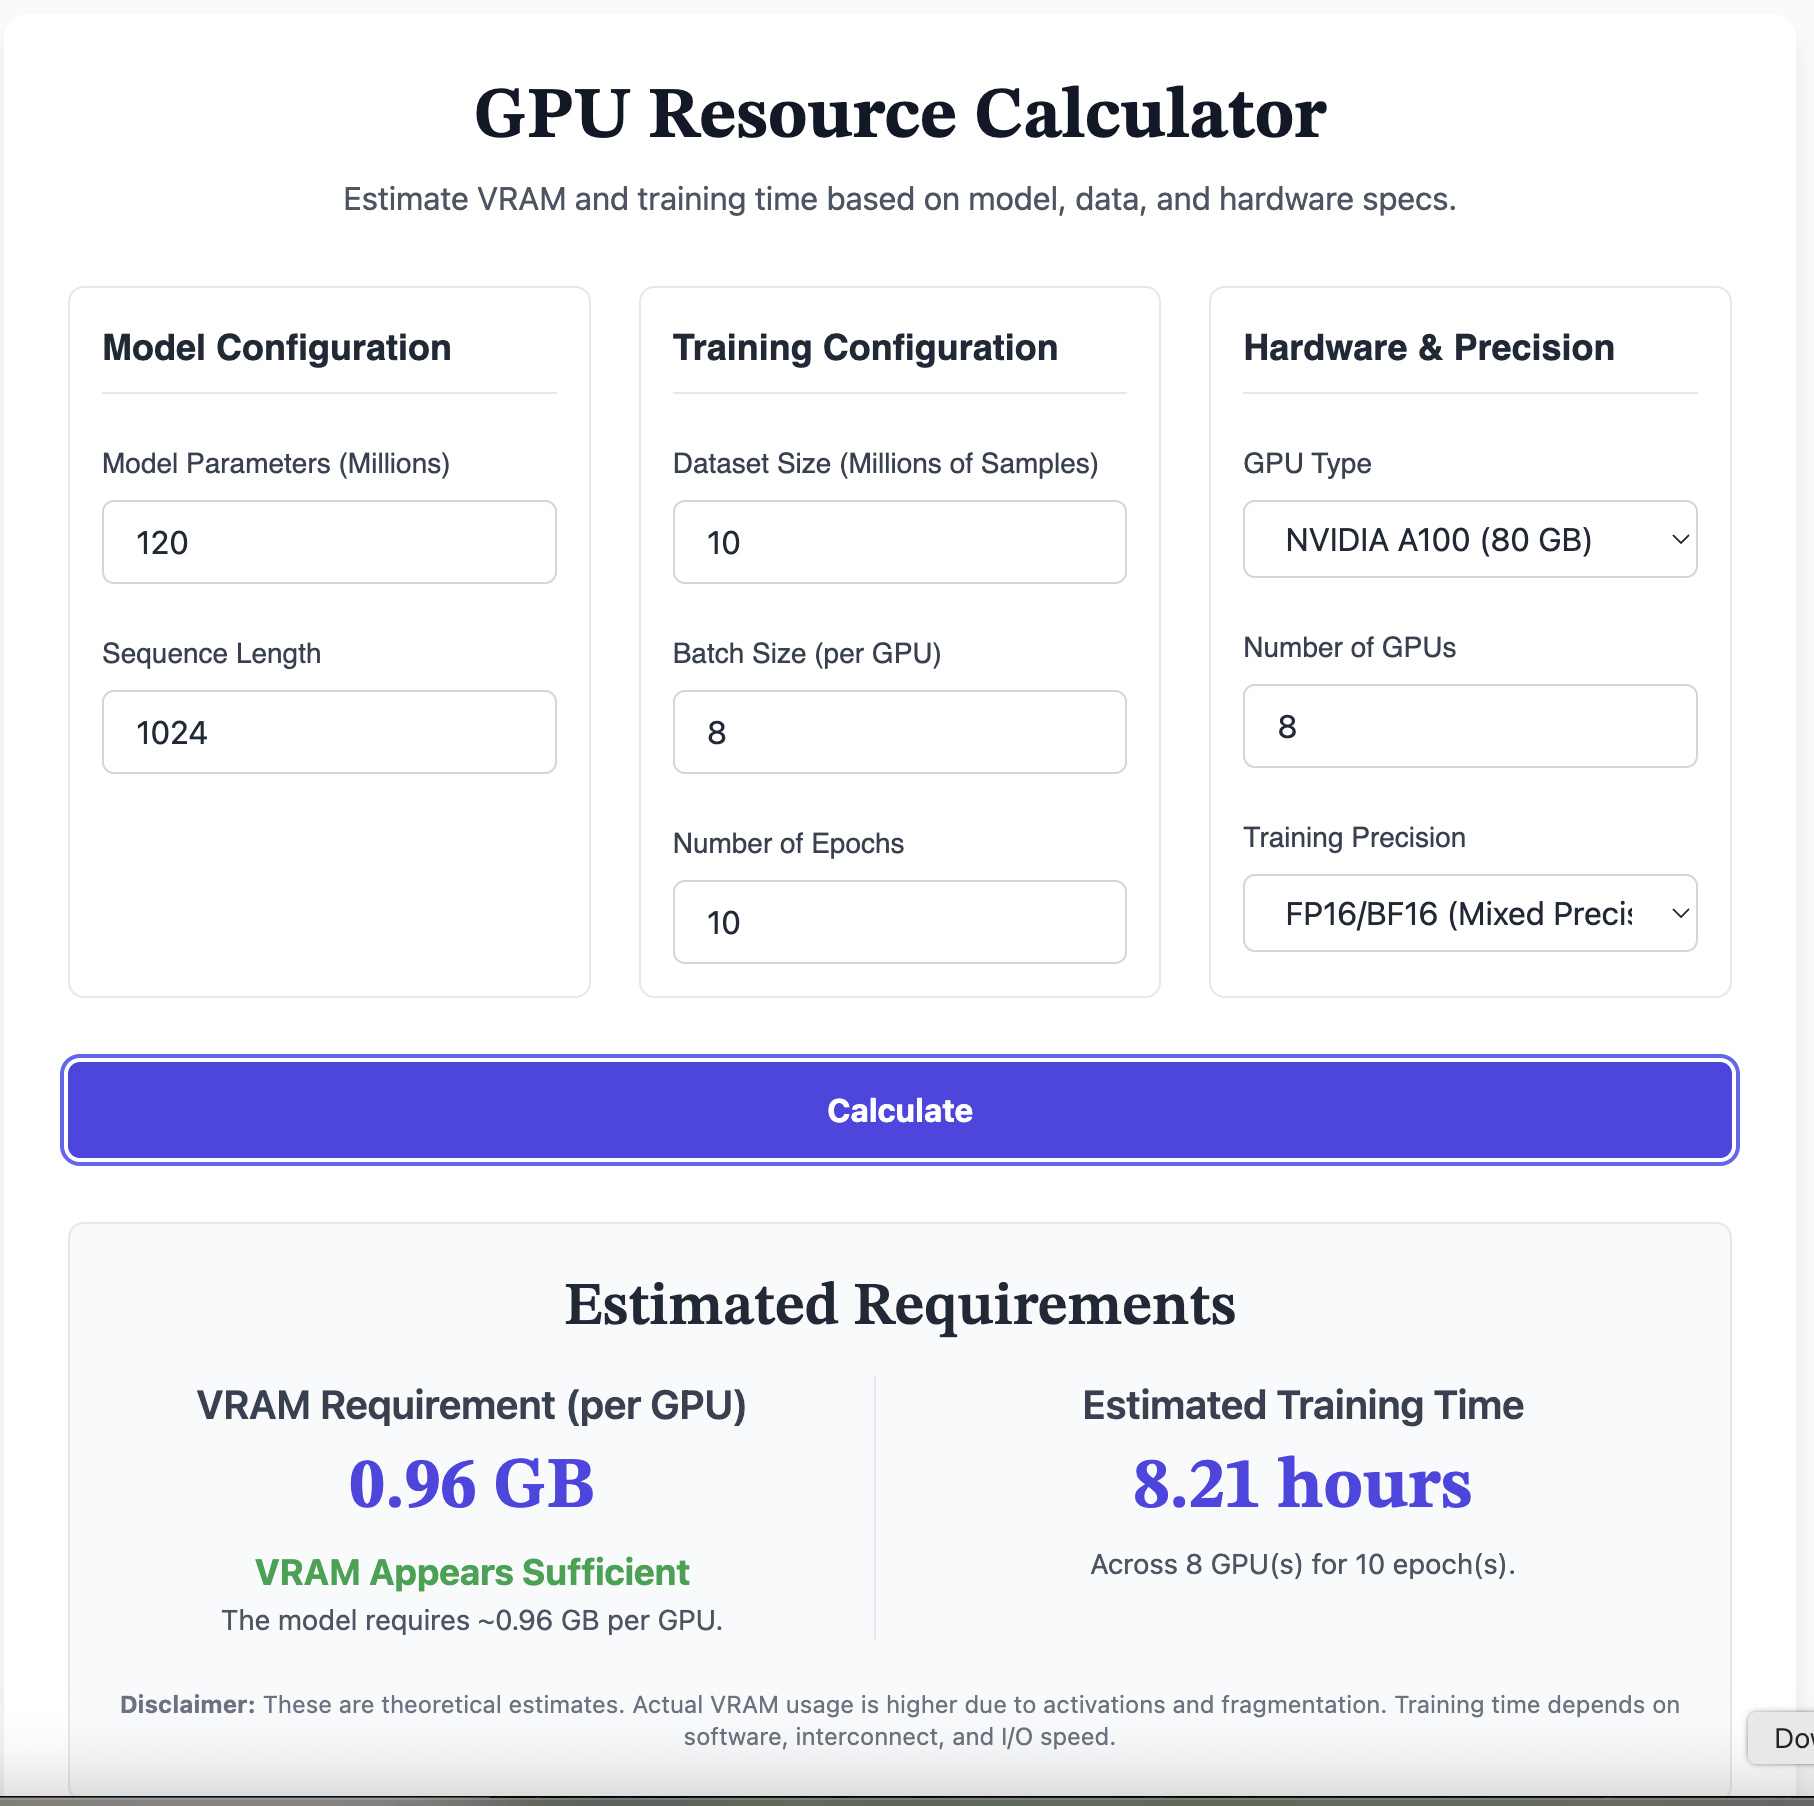 GPU Resource Calculator
Estimate VRAM and training time based on model, data, and hardware specs.
Model Configuration
Model Parameters (Millions)
120
Sequence Length
1024
Training Configuration
Dataset Size (Millions of Samples)
10
Batch Size (per GPU)
8
Number of Epochs
10
Hardware & Precision
GPU Type
NVIDIA A100 (80 GB)
Number of GPUs
8
Training Precision
FP16/BF16 (Mixed Precis
Calculate
Estimated Requirements
VRAM Requirement (per GPU)
0.96 GB
VRAM Appears Sufficient
The model requires ~0.96 GB per GPU.
Estimated Training Time
8.21 hours
Across 8 GPU(s) for 10 epoch(s).
Disclaimer: These are theoretical estimates. Actual VRAM usage is higher due to activations and fragmentation. Training time depends on
software, interconnect, and I/O speed.